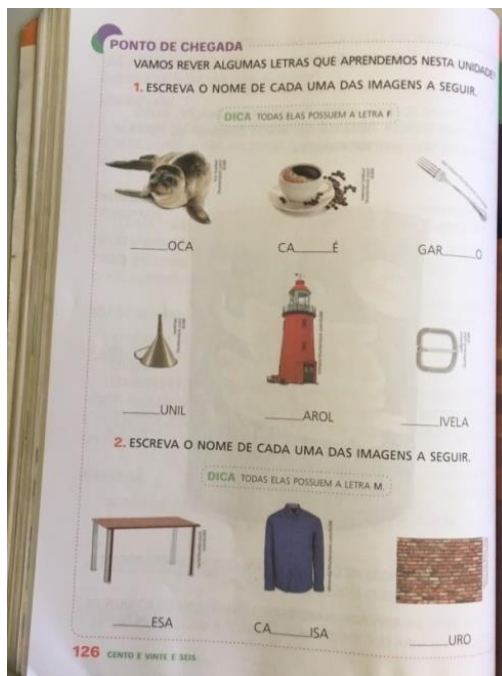 PONTO DE CHEGADA
VAMOS REVER ALGUMAS LETRAS QUE APRENDEMOS NESTA UNIDADE!
1. ESCREVA O NOME DE CADA UMA DAS IMAGENS A SEGUIR.
DICA TODAS ELAS POSSUEM A LETRA F.
_____OCA CA_____É GAR_____O
_____UNIL _____AROL _____IVELA
2. ESCREVA O NOME DE CADA UMA DAS IMAGENS A SEGUIR.
DICA TODAS ELAS POSSUEM A LETRA M.
_____ESA CA_____ISA _____URO
126 CENTO E VINTE E SEIS